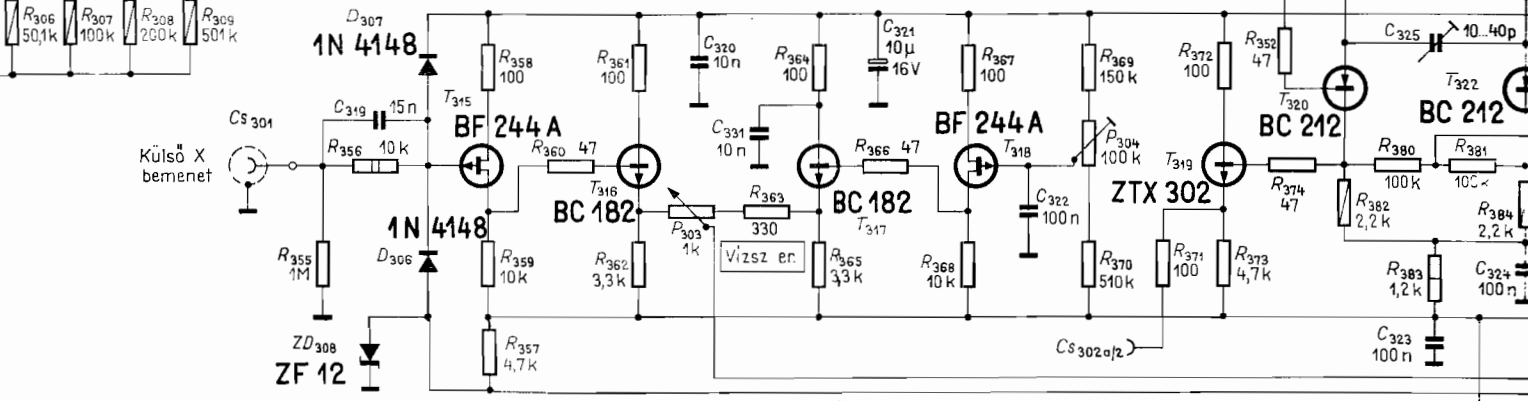 R306 50,1k
R307 100k
R308 200k
R309 501k
D307
1N 4148
C319 15n
Cs301
Külső X
bemenet
R356 10 k
R355
1M
1N 4148
D306
ZD308
ZF 12
R357
4,7k
T315
BF 244A
R358
100
R359
10k
R360 47
R361
100
T316
BC 182
R362
3,3k
C320
10n
P303
1k
R363
330
Vízsz er.
C331
10n
R364
100
C321
10µ
16V
BC 182
T317
R365
3,3k
R366 47
BF 244A
T318
R367
100
R368
10k
C322
100n
R369
150k
P304
100k
R370
510k
R372
100
T319
ZTX 302
R371
100
R373
4,7k
Cs302a/2
R374
47
R352
47
T320
BC 212
C325 10...40p
T322
BC 212
R380
100k
R381
R382
2,2k
R383
1,2k
R384
2,2k
C324
100n
C323
100n